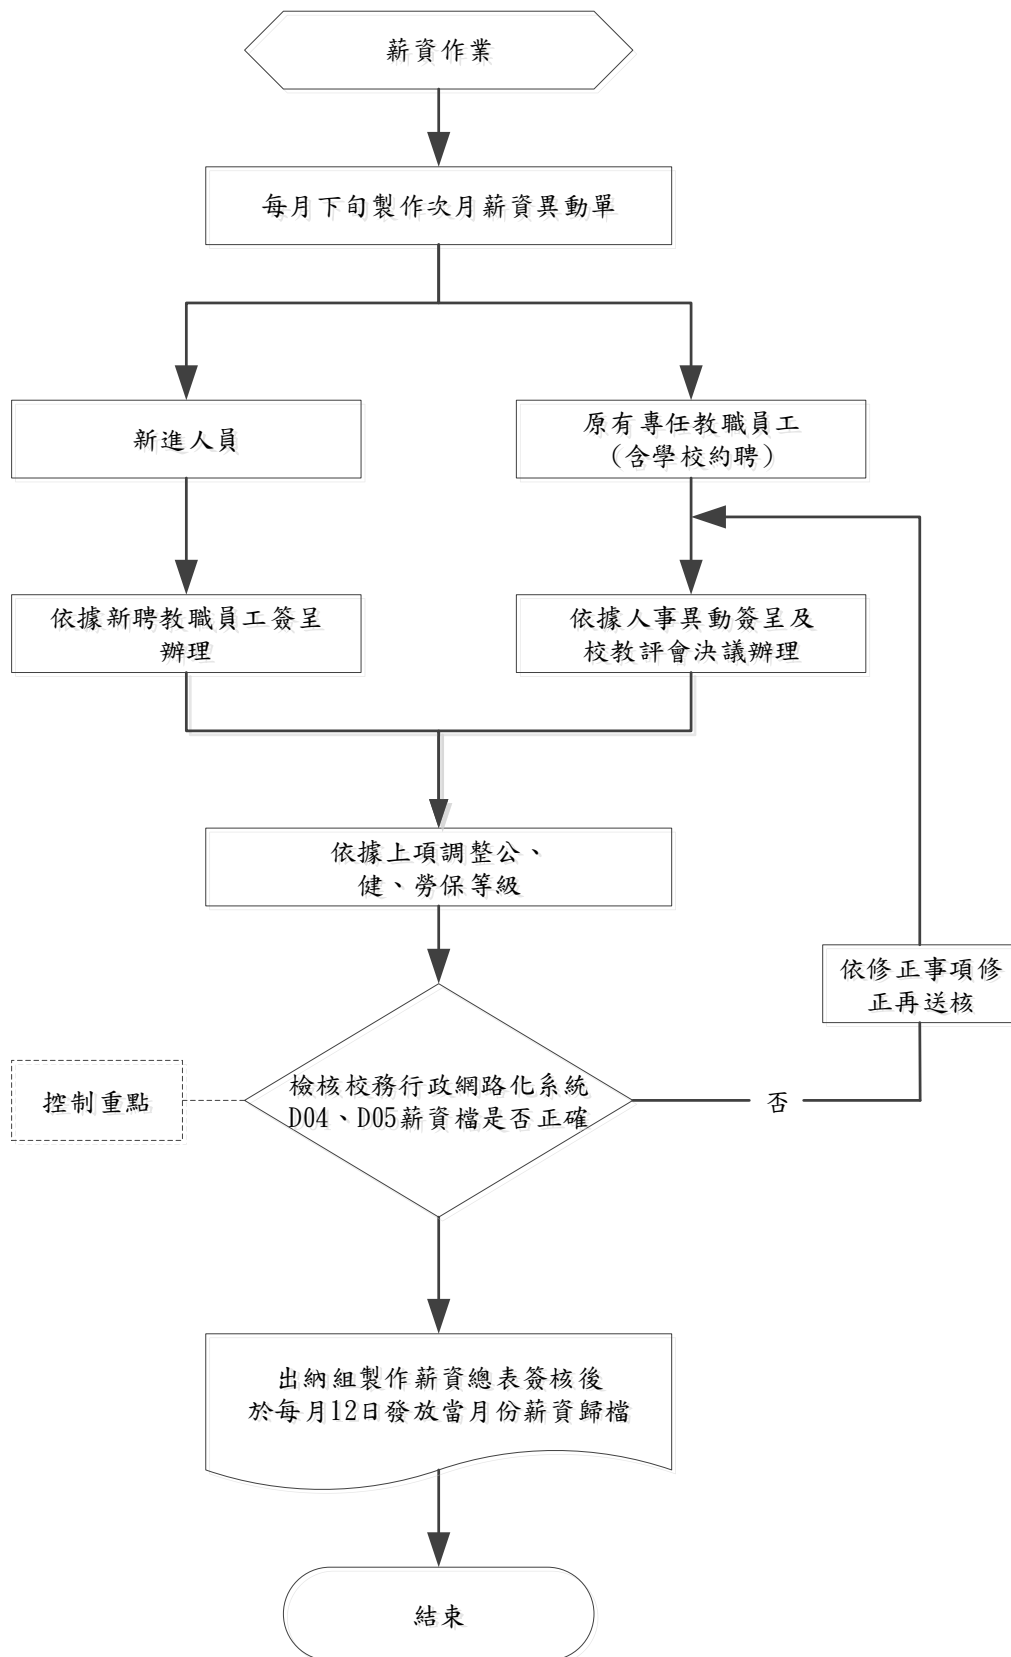 薪資作業
每月下旬製作次月薪資異動單
新進人員
原有專任教職員工
(含學校約聘)
依據新聘教職員工簽呈
辦理
依據人事異動簽呈及
校教評會決議辦理
依據上項調整公、
健、勞保等級
依修正事項修
正再送核
控制重點
檢核校務行政網路化系統
D04、D05薪資檔是否正確
否
出納組製作薪資總表簽核後
於每月12日發放當月份薪資歸檔
結束